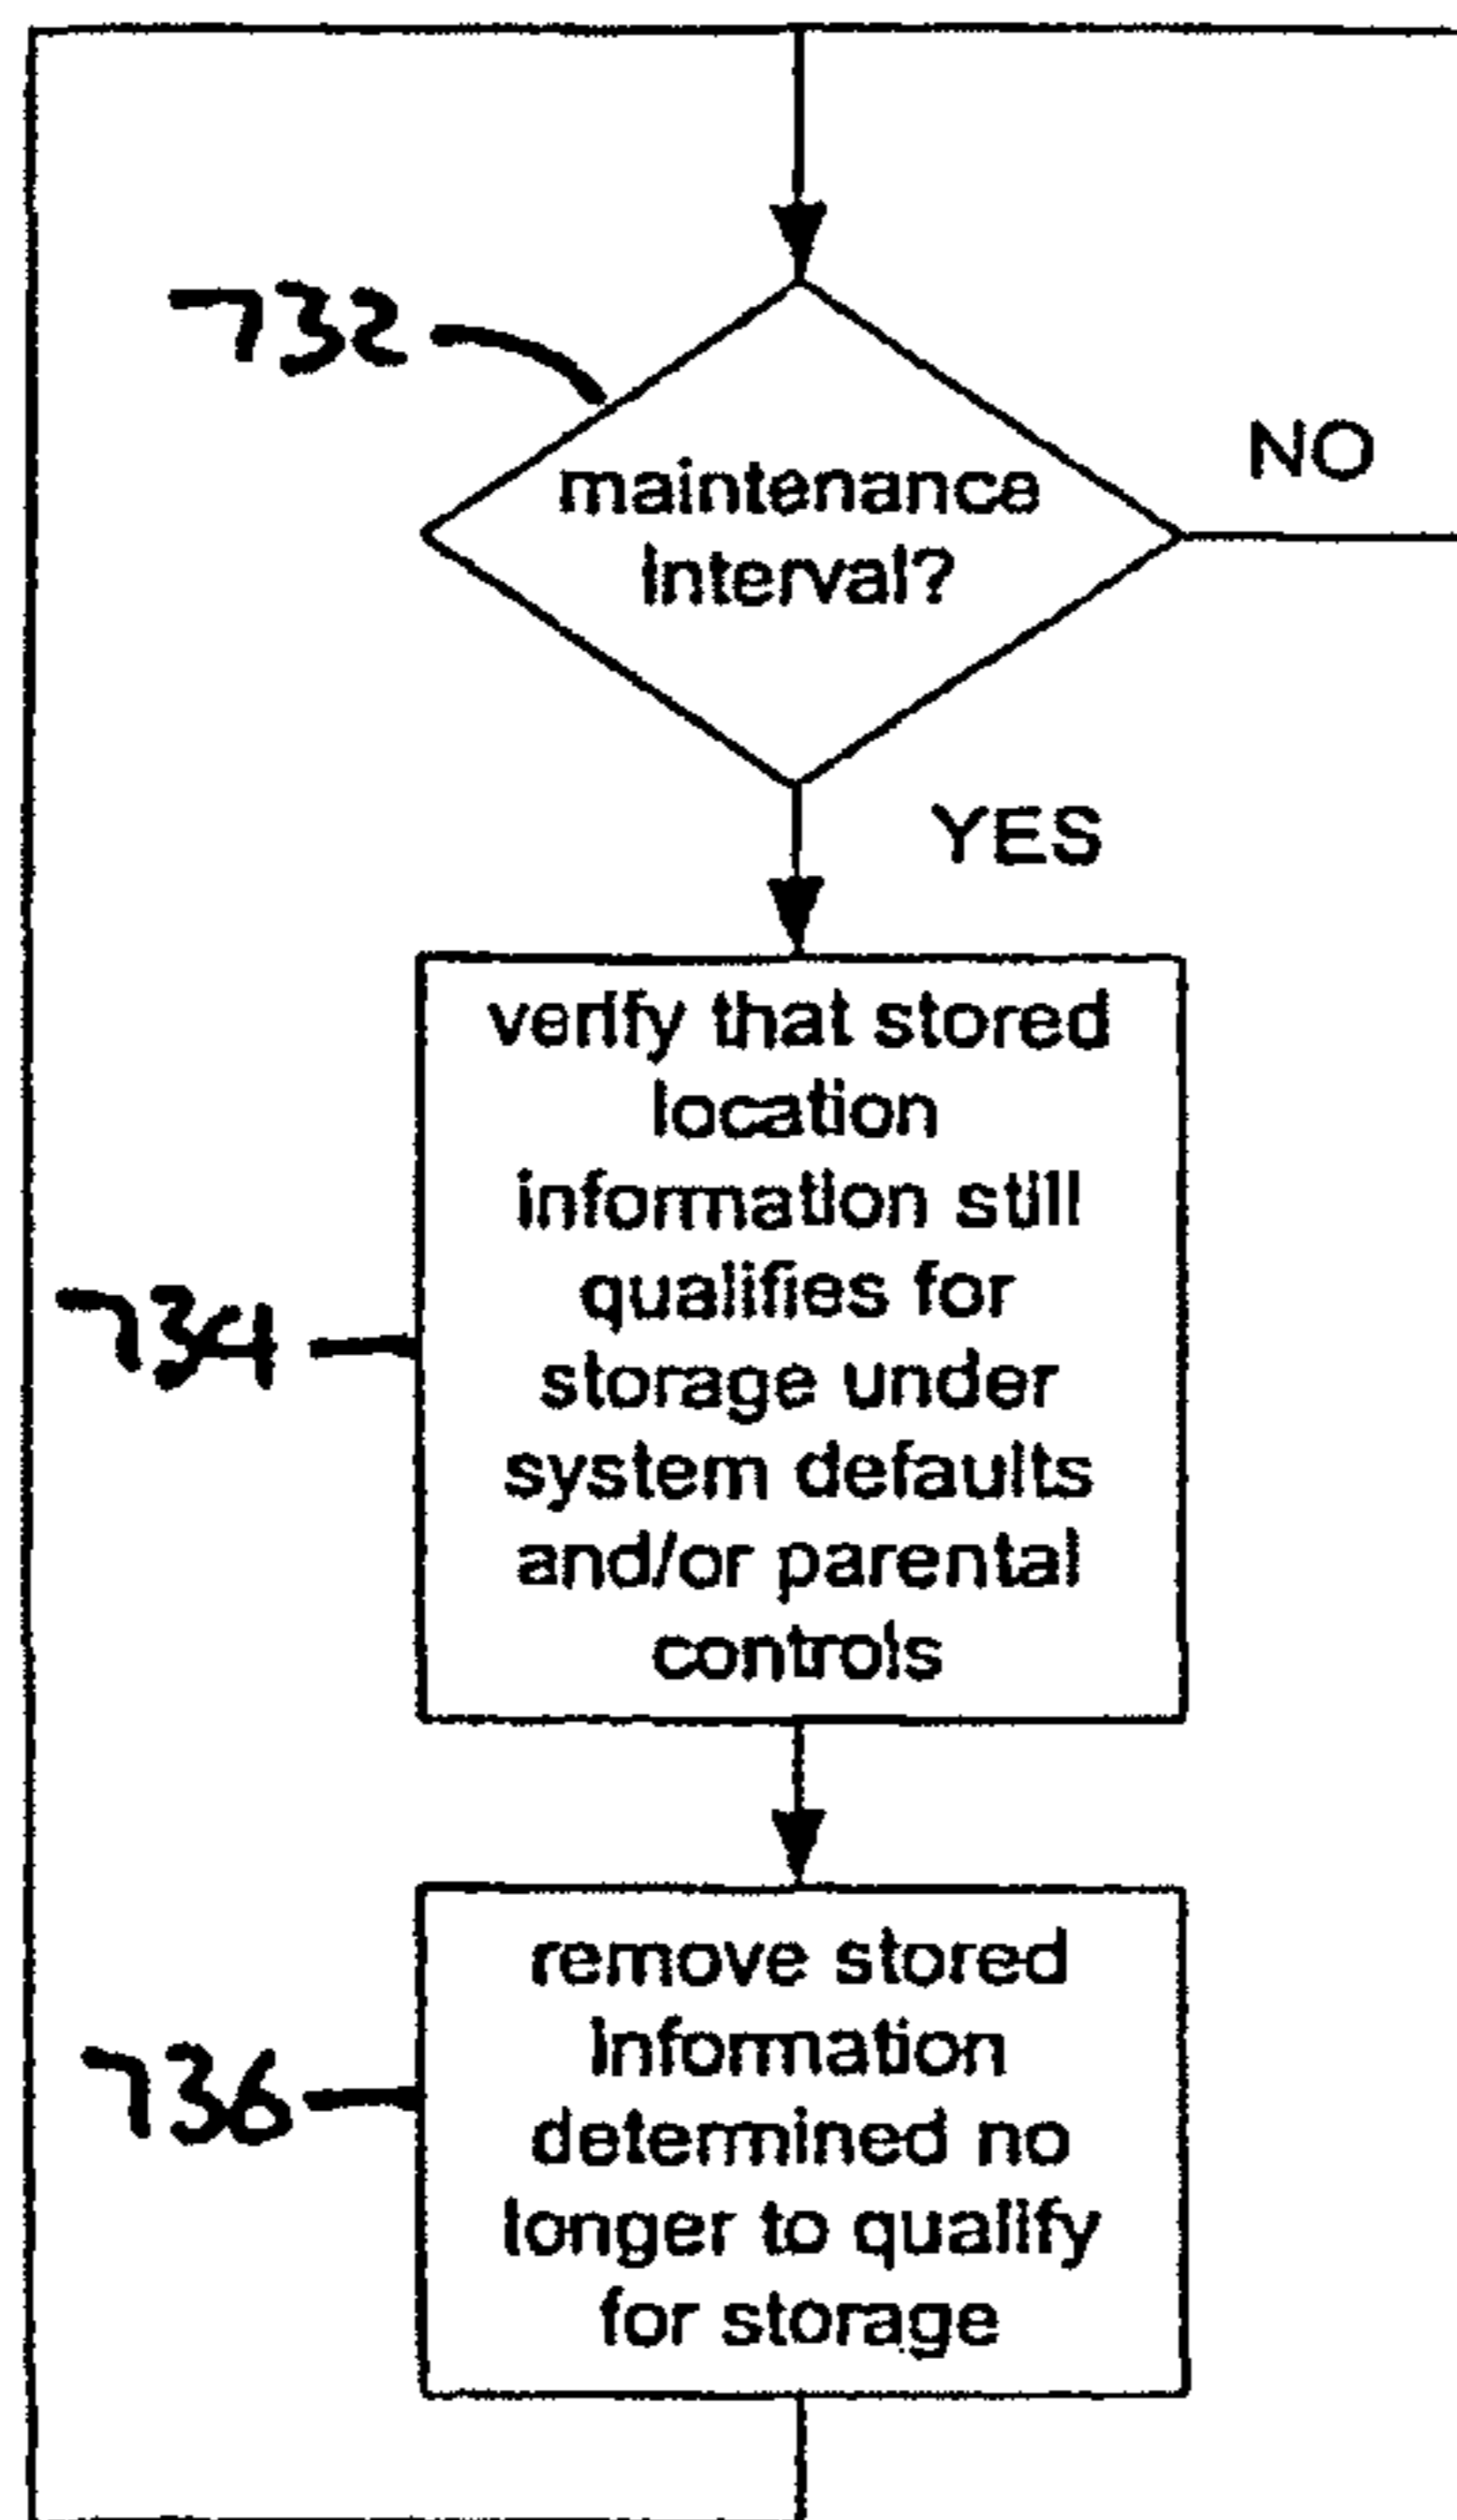 732
maintenance
interval?
NO
YES
verify that stored
location
information still
qualifies for
storage under
system defaults
and/or parental
controls
734
remove stored
information
determined no
longer to qualify
for storage
736